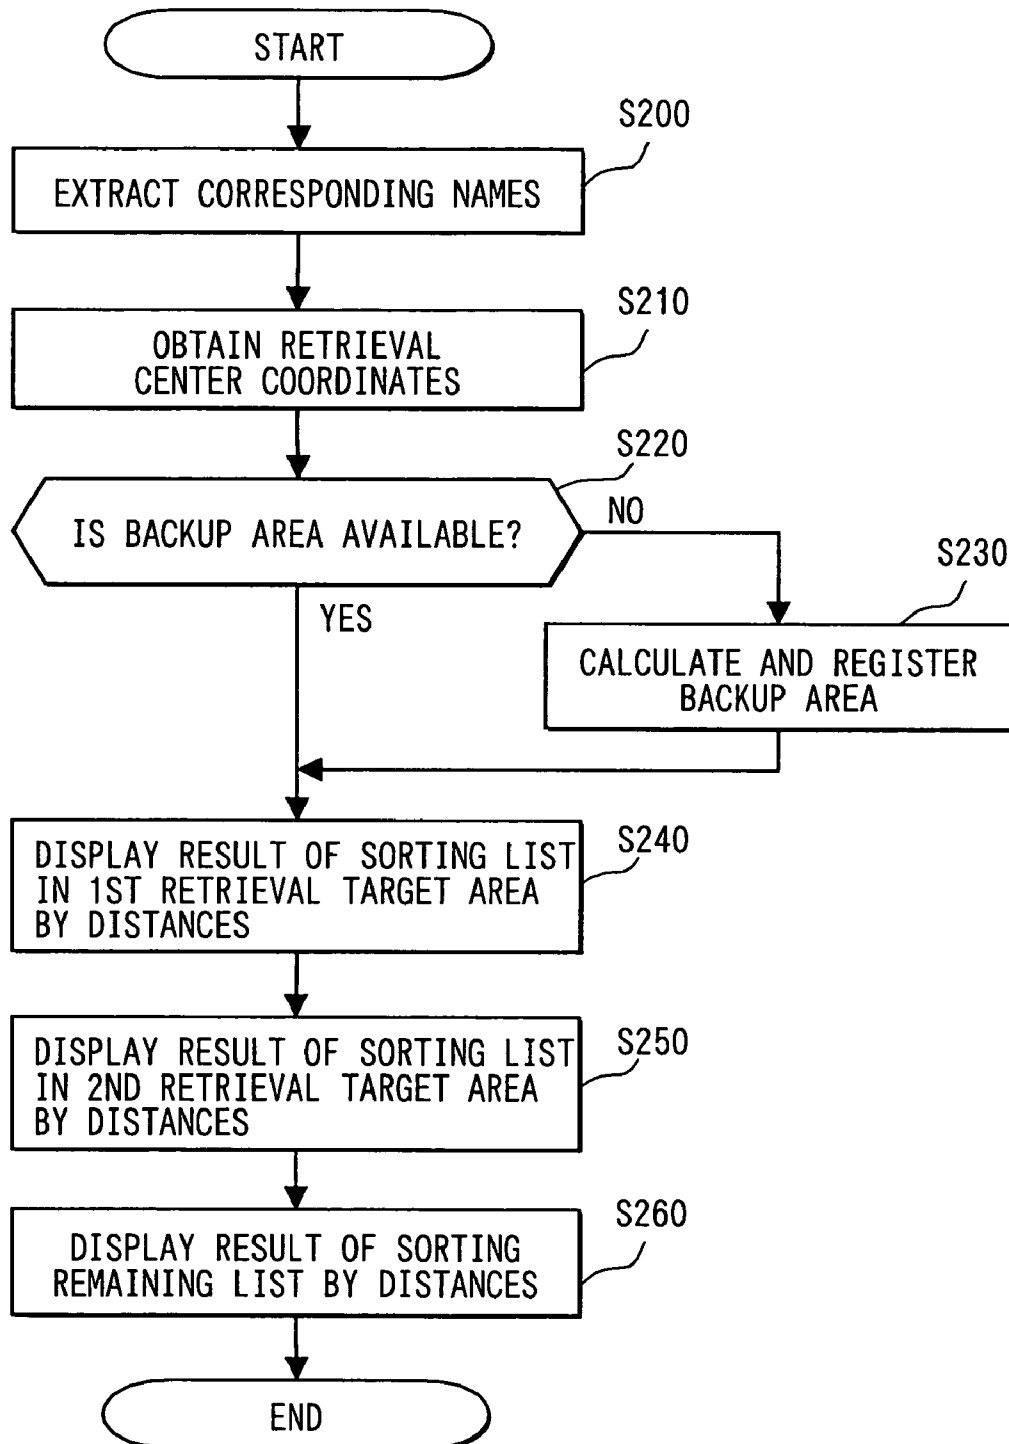 START
S200
EXTRACT CORRESPONDING NAMES
S210
OBTAIN RETRIEVAL
CENTER COORDINATES
S220
IS BACKUP AREA AVAILABLE?
NO
YES
S230
CALCULATE AND REGISTER
BACKUP AREA
S240
DISPLAY RESULT OF SORTING LIST
IN 1ST RETRIEVAL TARGET AREA
BY DISTANCES
S250
DISPLAY RESULT OF SORTING LIST
IN 2ND RETRIEVAL TARGET AREA
BY DISTANCES
S260
DISPLAY RESULT OF SORTING
REMAINING LIST BY DISTANCES
END